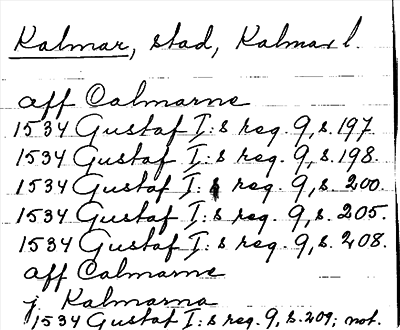 Kalmar, stad, Kalmar l.
aff Calmarne
1534 Gustaf I:s reg. 9, s. 197.
1534 Gustaf I:s reg. 9, s. 198.
1534 Gustaf I:s reg. 9, s. 200.
1534 Gustaf I:s reg. 9, s. 205.
1534 Gustaf I:s reg. 9, s. 208.
aff Calmarne
j Kalmarna
1534 Gustaf I:s reg. 9, s. 209; not.